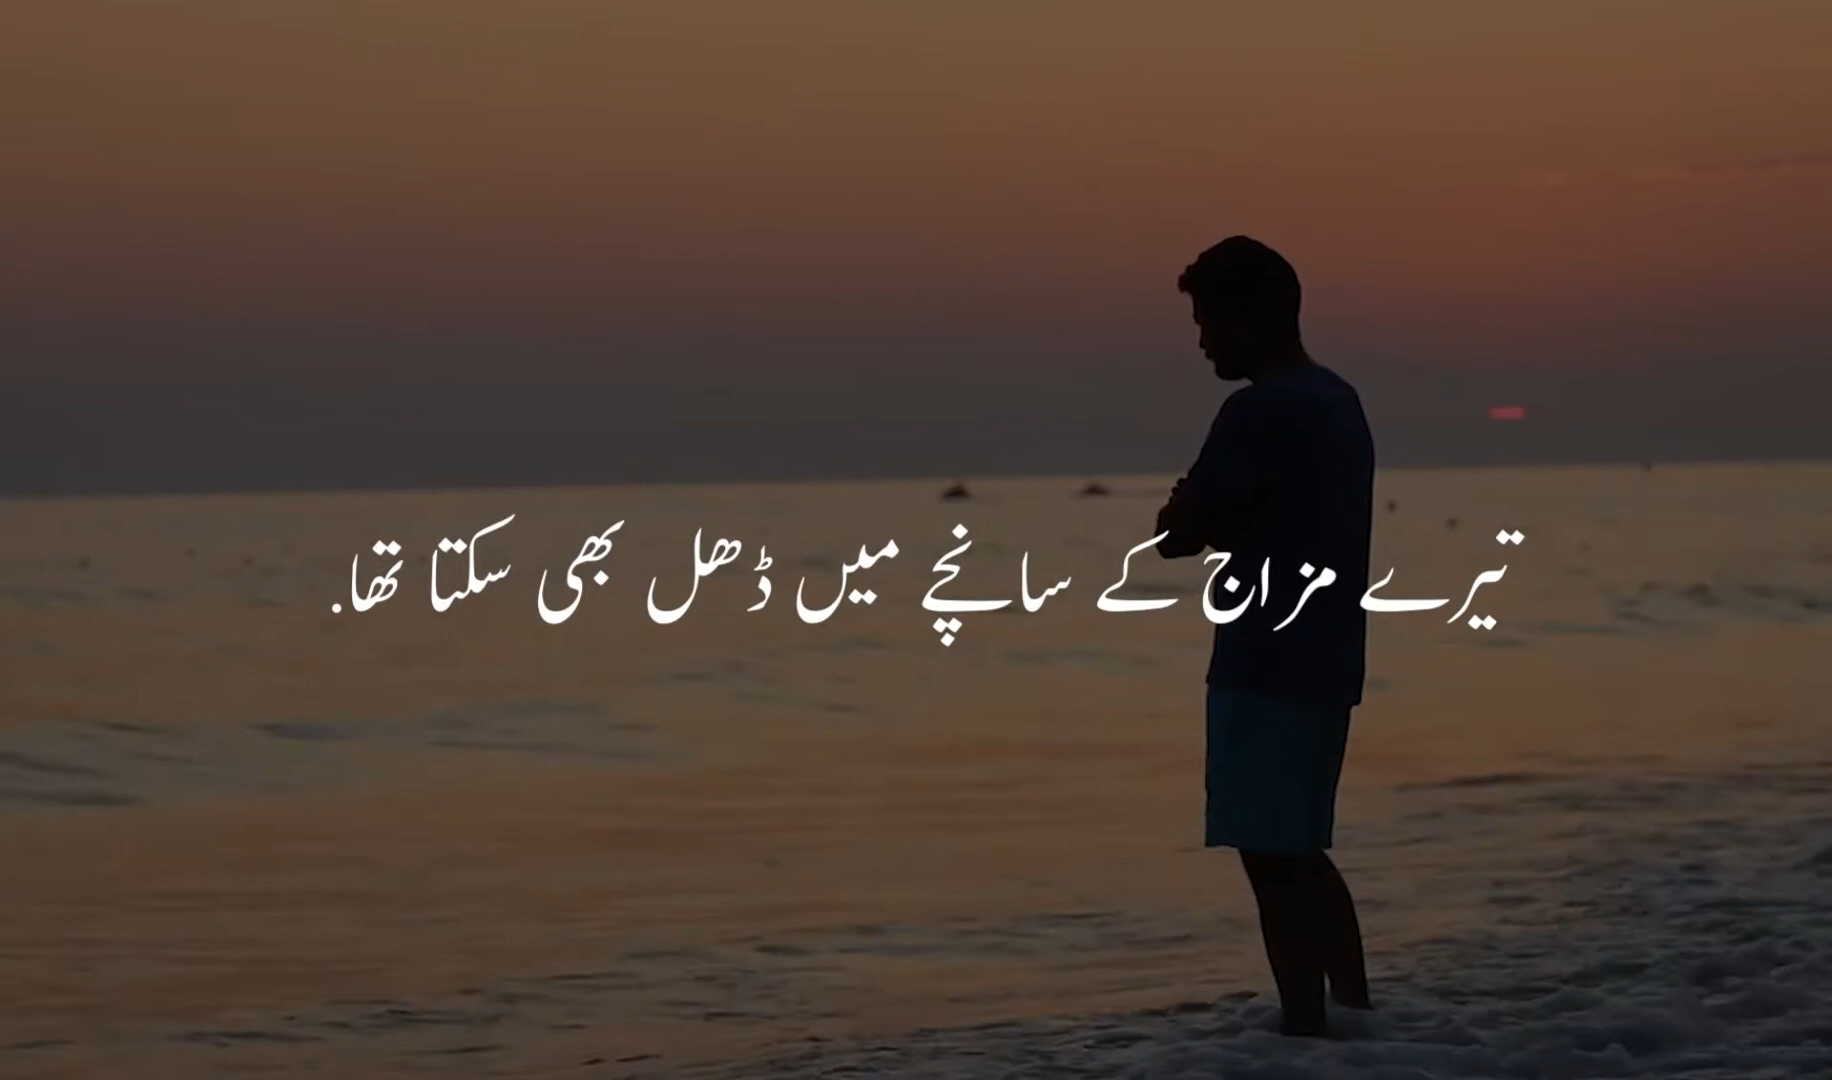 تیرے مزاج کے سانچے میں ڈھل بھی سکتا تھا.